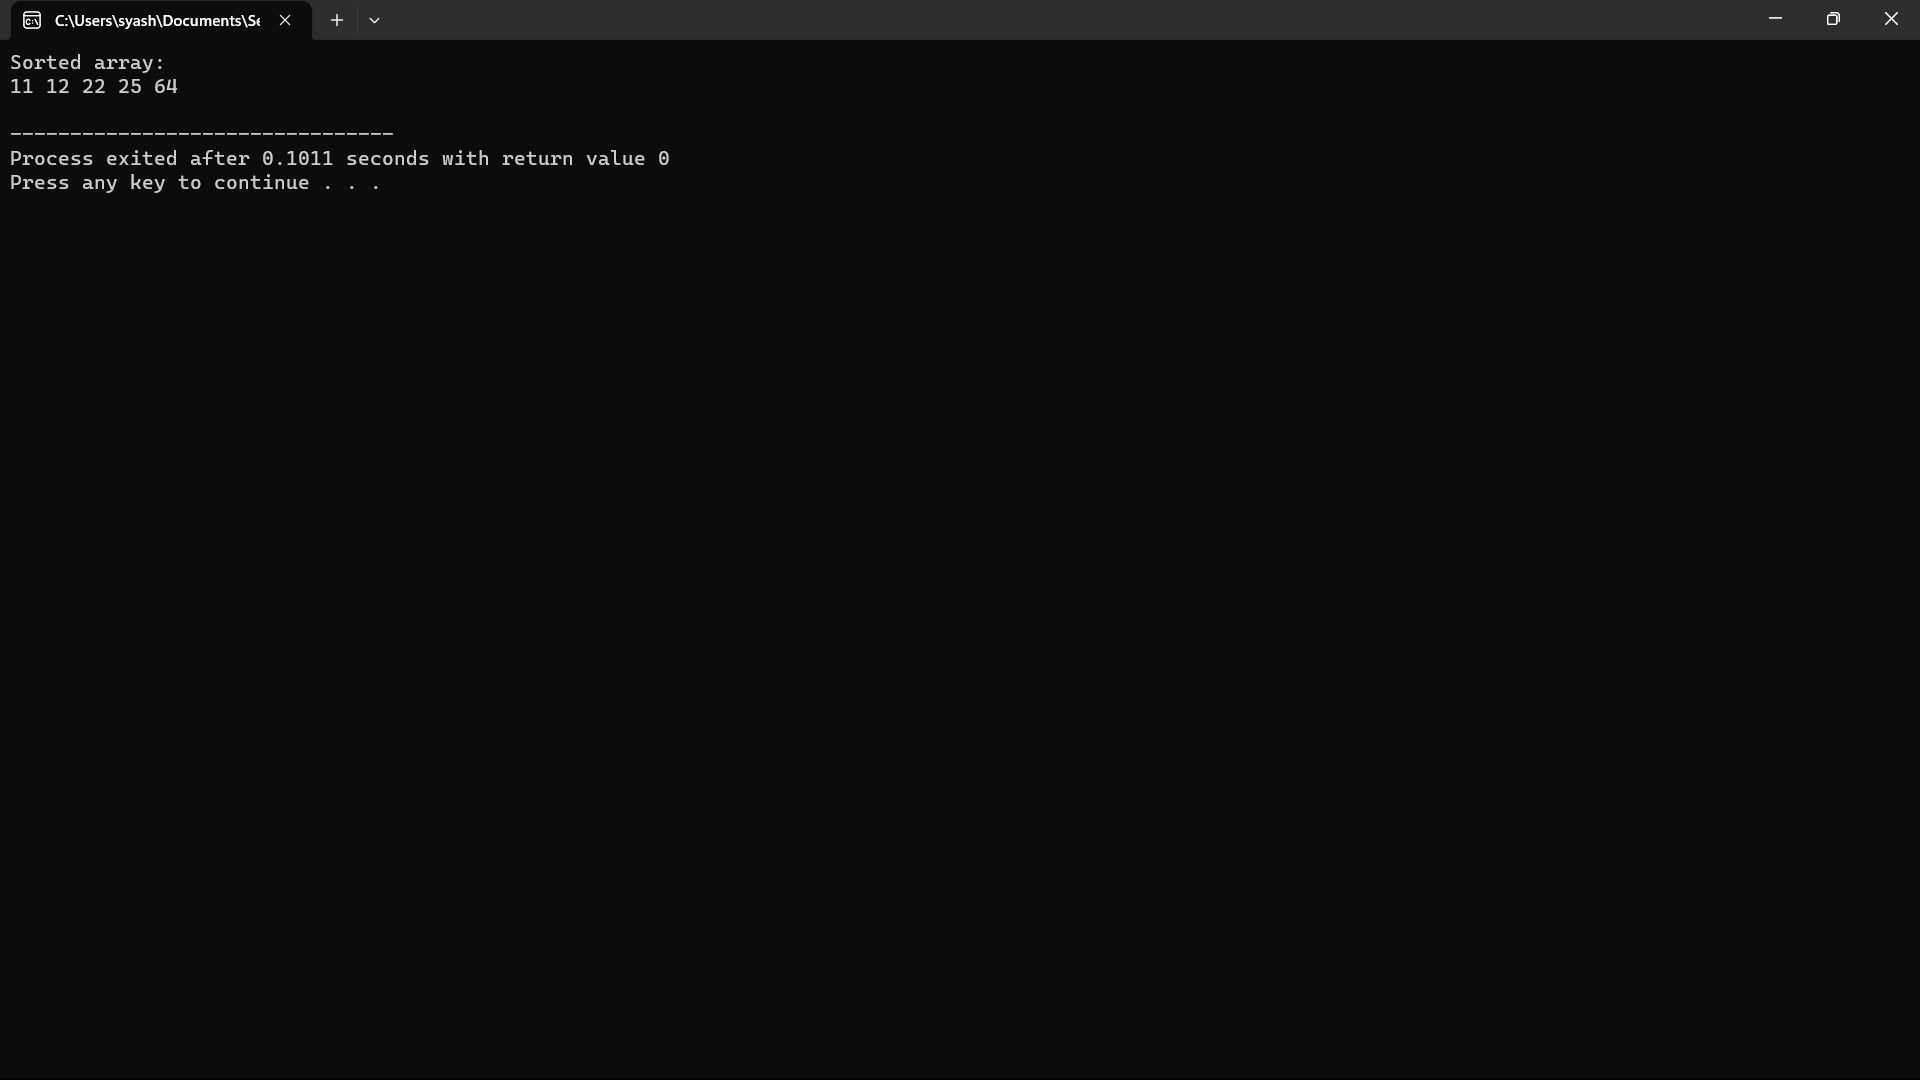 C:\Users\syash\Documents\Se
Sorted array:
11 12 22 25 64
--------------------------------
Process exited after 0.1011 seconds with return value 0
Press any key to continue . . .